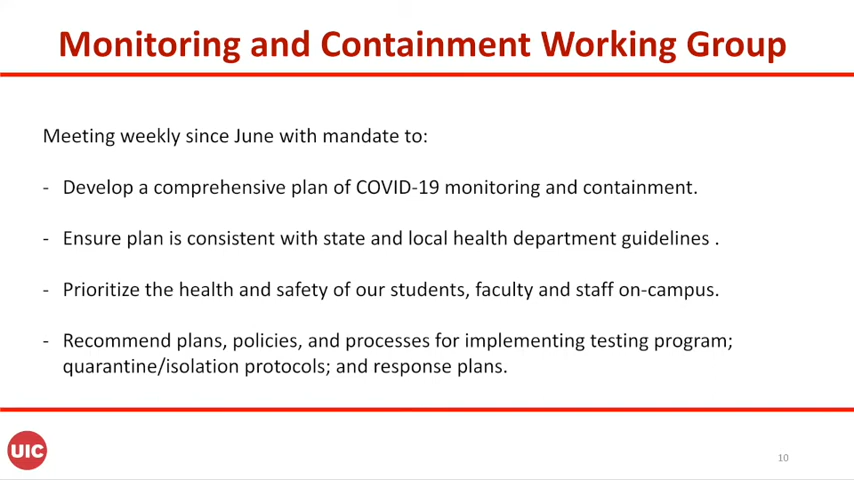 Monitoring and Containment Working Group
Meeting weekly since June with mandate to:
- Develop a comprehensive plan of COVID-19 monitoring and containment.
- Ensure plan is consistent with state and local health department guidelines .
- Prioritize the health and safety of our students, faculty and staff on-campus.
- Recommend plans, policies, and processes for implementing testing program;
quarantine/isolation protocols; and response plans.
UIC
10